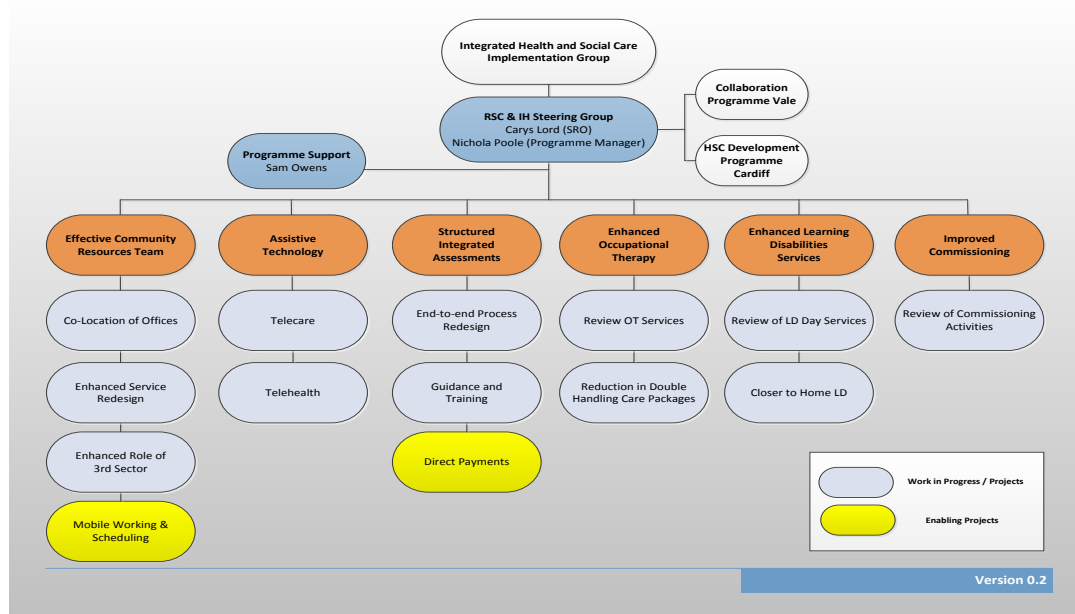 Integrated Health and Social Care
Implementation Group
Collaboration
Programme Vale
RSC & IH Steering Group
Carys Lord (SRO)
Nichola Poole (Programme Manager)
HSC Development
Programme
Cardiff
Programme Support
Sam Owens
Effective Community
Resources Team
Assistive
Technology
Structured
Integrated
Assessments
Enhanced
Occupational
Therapy
Enhanced Learning
Disabilities
Services
Improved
Commissioning
Co-Location of Offices
Telecare
End-to-end Process
Redesign
Review OT Services
Review of LD Day Services
Review of Commissioning
Activities
Enhanced Service
Redesign
Telehealth
Guidance and
Training
Reduction in Double
Handling Care Packages
Closer to Home LD
Enhanced Role of
3rd Sector
Direct Payments
Mobile Working &
Scheduling
Work in Progress / Projects
Enabling Projects
Version 0.2